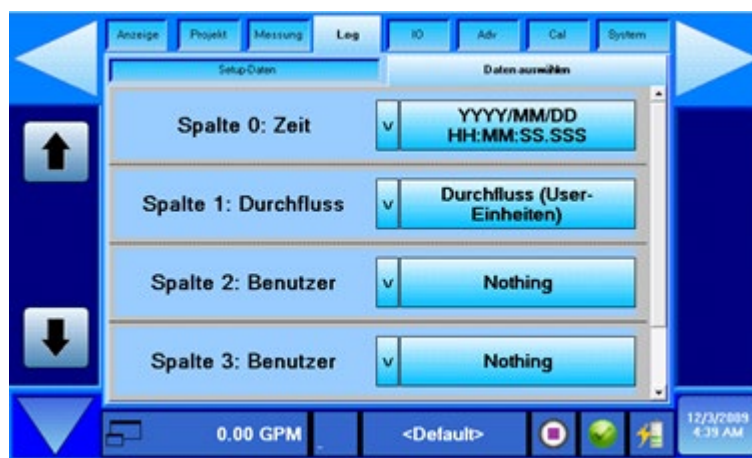 Anzeige Projekt Messung Log IO Adv Cal System
Setup-Daten Daten auswählen
Spalte 0: Zeit v YYYY/MM/DD
HH:MM:SS.SSS
Spalte 1: Durchfluss v Durchfluss (User-
Einheiten)
Spalte 2: Benutzer v Nothing
Spalte 3: Benutzer v Nothing
0.00 GPM <Default> 12/3/2009
4:39 AM